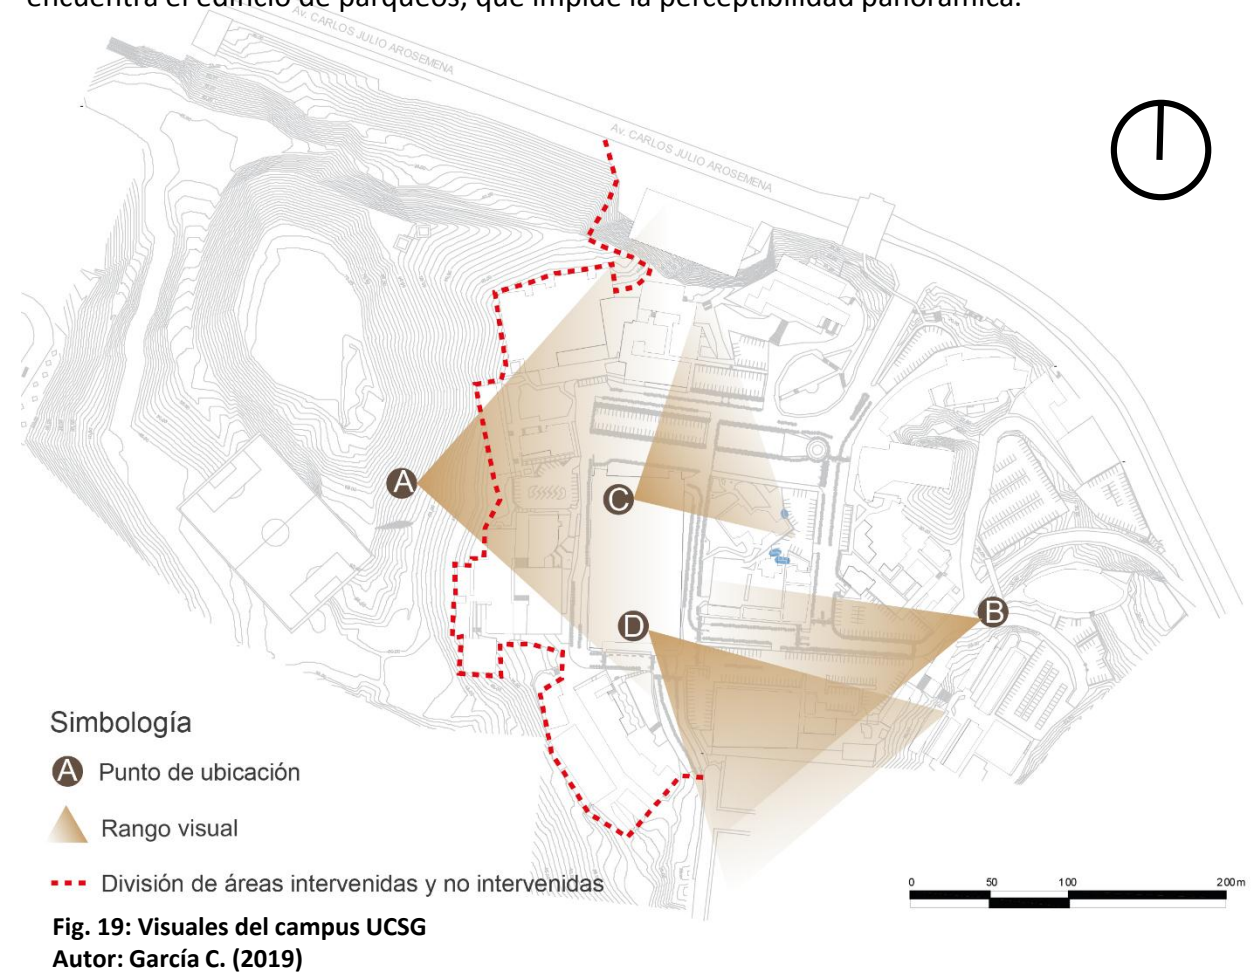 encuentra el edificio de parqueos, que impide la perceptibilidad panorámica.
Av. CARLOS JULIO AROSEMENA
Av. CARLOS JULIO AROSEMENA
A
C
B
D
Simbología
A Punto de ubicación
Rango visual
División de áreas intervenidas y no intervenidas
0 50 100 200m
Fig. 19: Visuales del campus UCSG
Autor: García C. (2019)